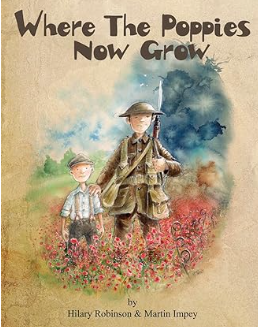 Where The Poppies
Now Grow
by
Hilary Robinson & Martin Impey